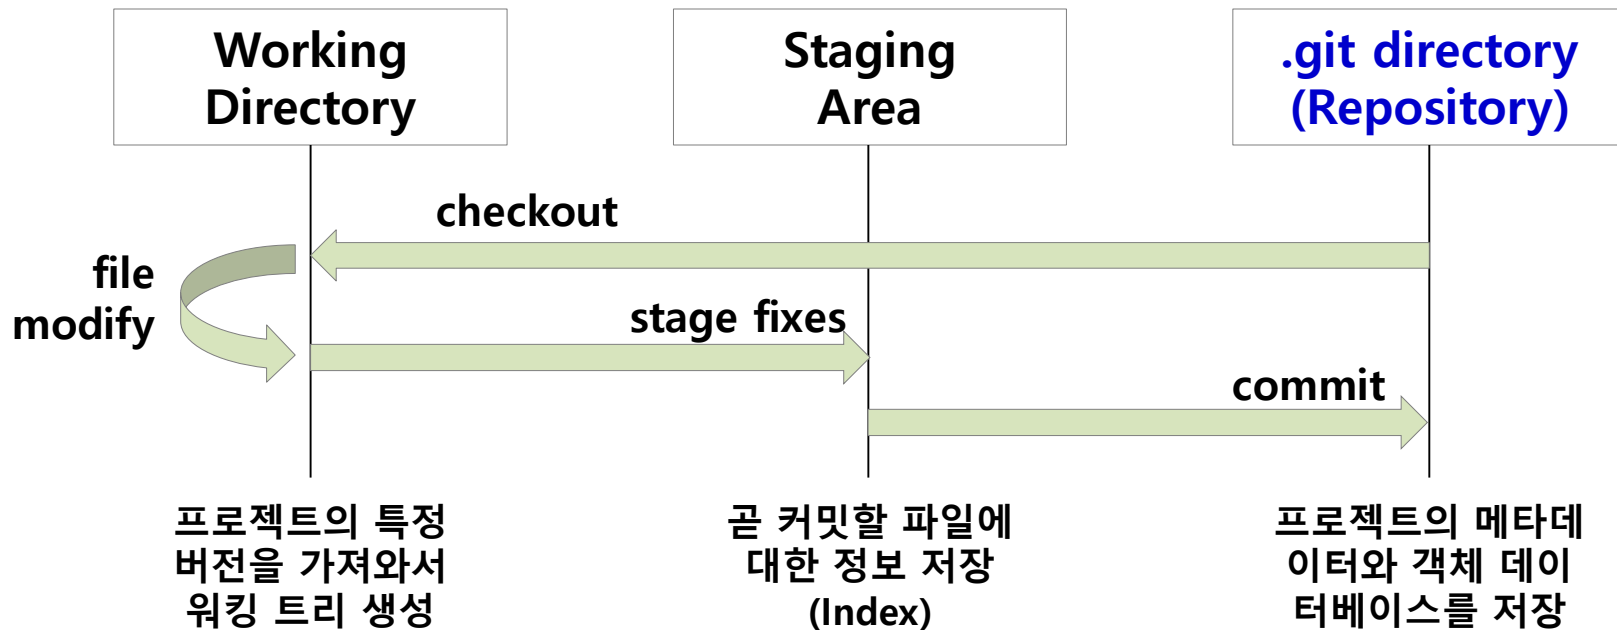 Working
Directory
Staging
Area
.git directory
(Repository)
checkout
file
modify
stage fixes
commit
프로젝트의 특정
버전을 가져와서
워킹 트리 생성
곧 커밋할 파일에
대한 정보 저장
(Index)
프로젝트의 메타데
이터와 객체 데이
터베이스를 저장